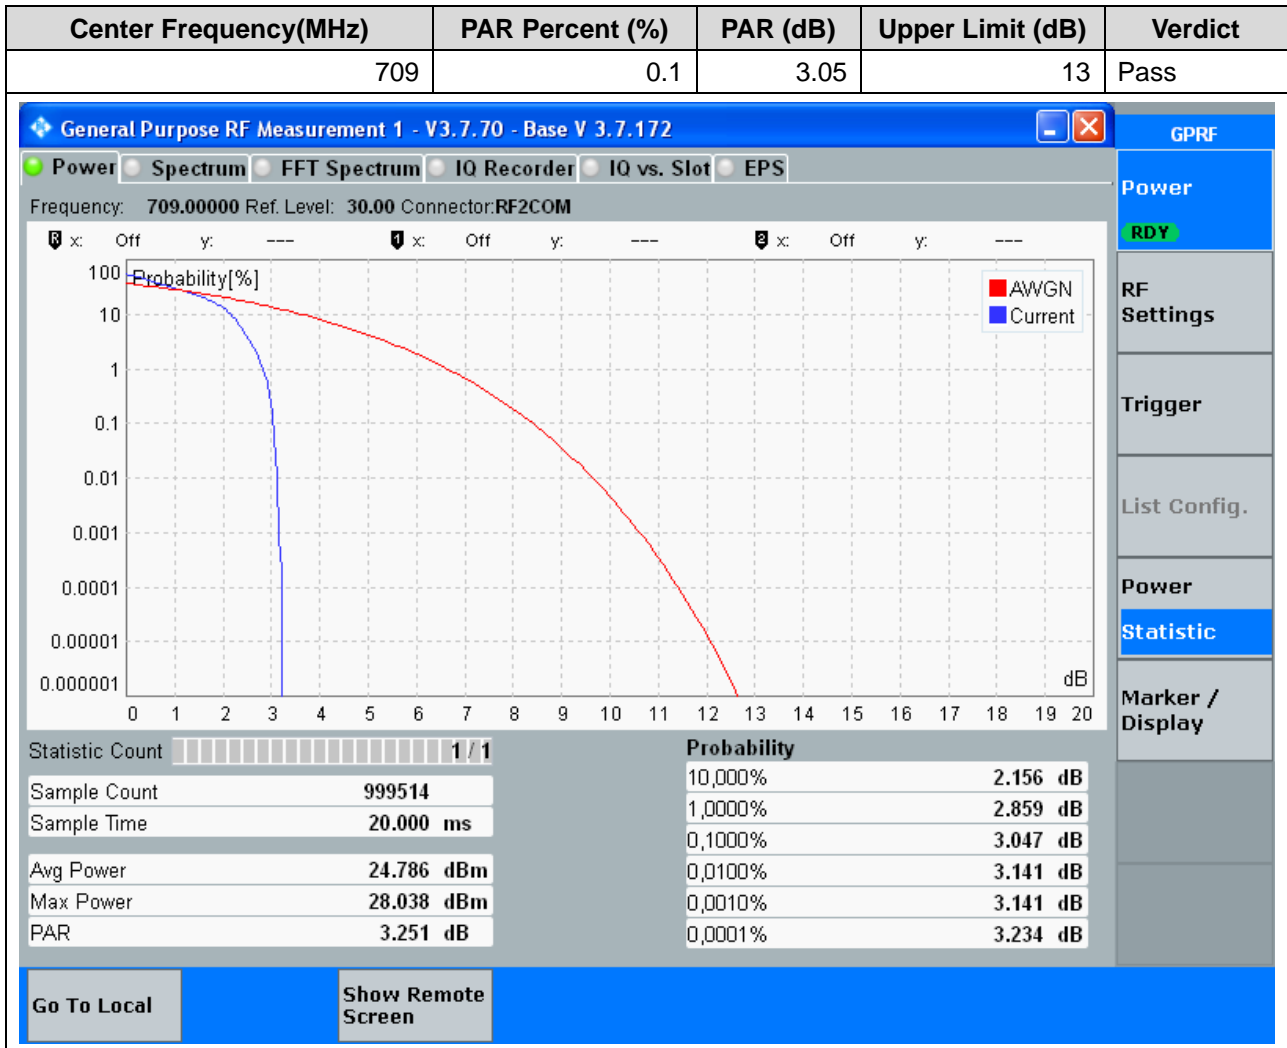 Center Frequency(MHz) PAR Percent (%) PAR (dB) Upper Limit (dB) Verdict
709 0.1 3.05 13 Pass
General Purpose RF Measurement 1 - V3.7.70 - Base V 3.7.172
GPRF
Power Spectrum FFT Spectrum IQ Recorder IQ vs. Slot EPS
Power
RDY
Frequency: 709.00000 Ref. Level: 30.00 Connector:RF2COM
R x: Off y: --- 1 x: Off y: --- 2 x: Off y: ---
Probability[%]
AWGN
Current
100
10
1
0.1
0.01
0.001
0.0001
0.00001
0.000001
dB
0 1 2 3 4 5 6 7 8 9 10 11 12 13 14 15 16 17 18 19 20
RF
Settings
Trigger
List Config.
Power
Statistic
Marker /
Display
Statistic Count 1 / 1
Sample Count 999514
Sample Time 20.000 ms
Avg Power 24.786 dBm
Max Power 28.038 dBm
PAR 3.251 dB
Probability
10,000% 2.156 dB
1,0000% 2.859 dB
0,1000% 3.047 dB
0,0100% 3.141 dB
0,0010% 3.141 dB
0,0001% 3.234 dB
Go To Local
Show Remote
Screen